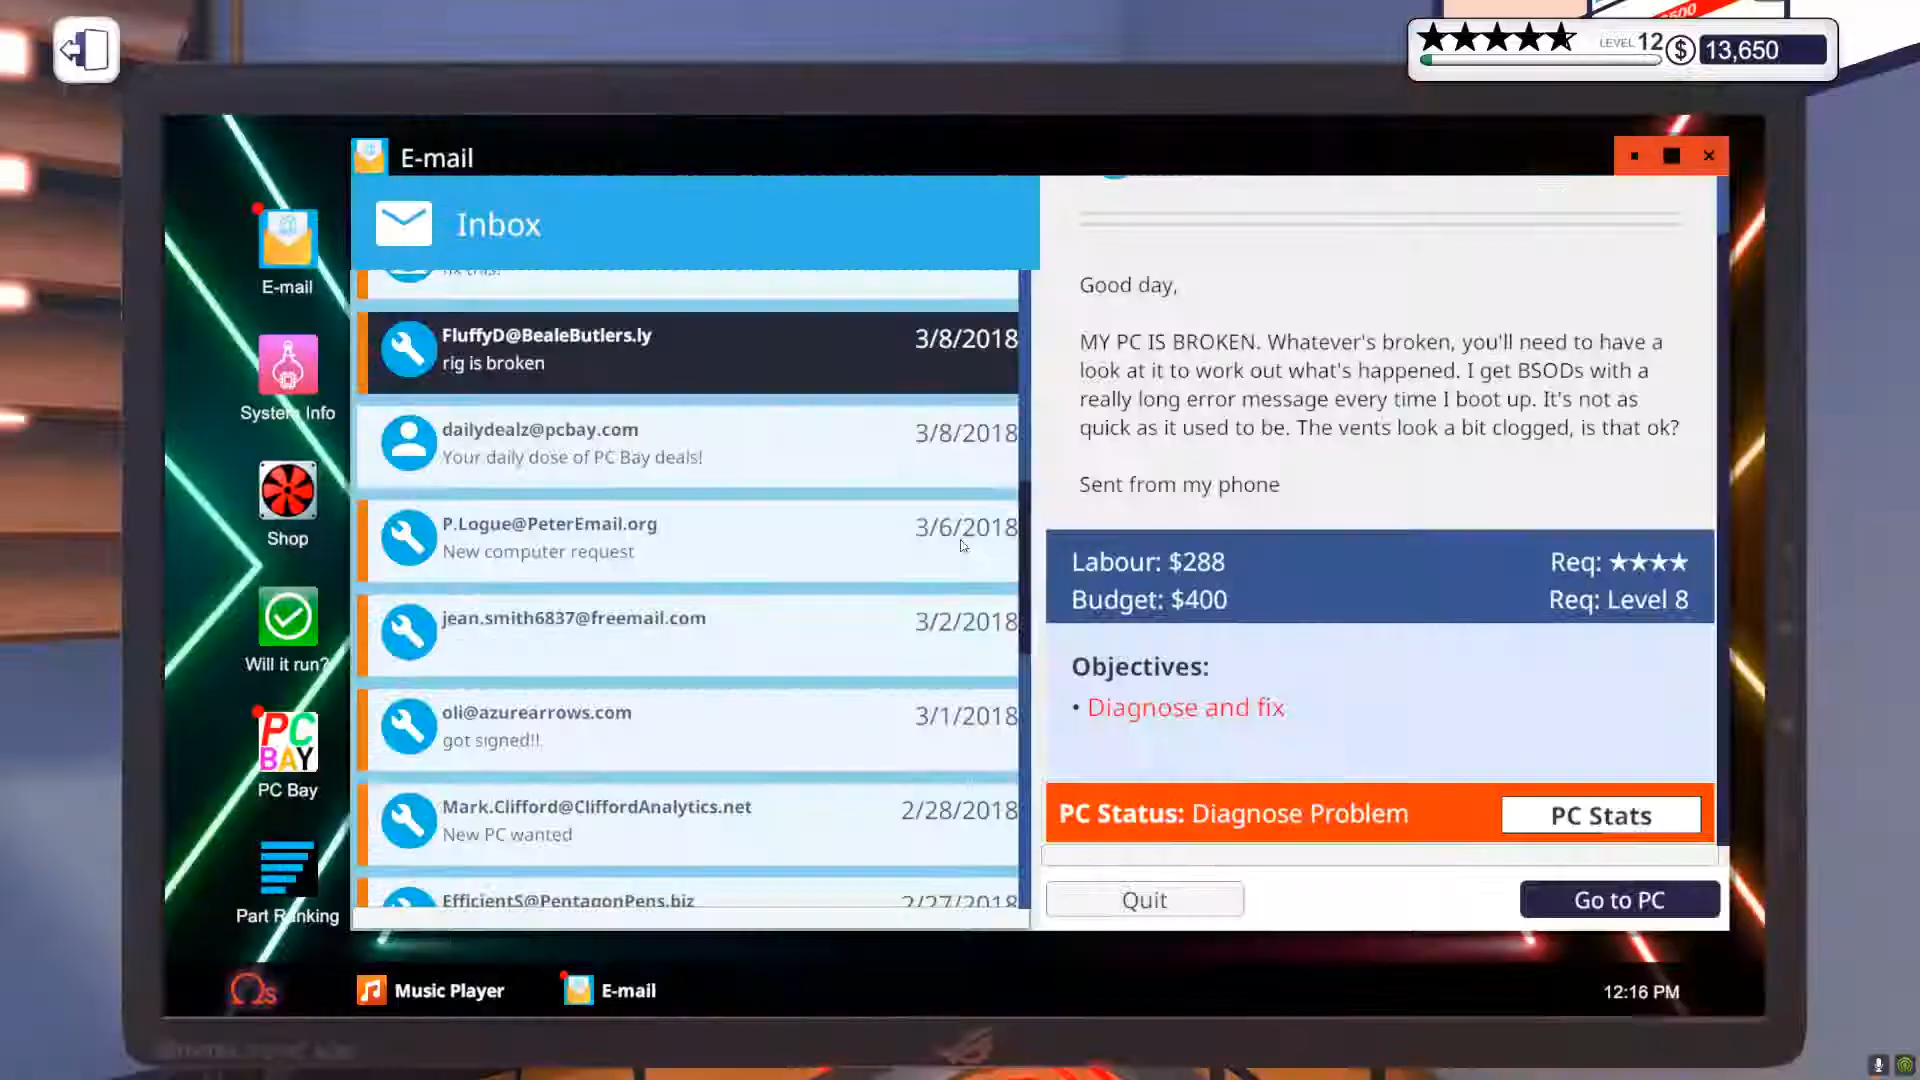 LEVEL 12
$ 13,650
E-mail
Inbox
E-mail
System Info
Shop
Will it run?
PC BAY
PC Bay
Part Ranking
FluffyD@BealeButlers.ly
3/8/2018
rig is broken
dailydealz@pcbay.com
3/8/2018
Your daily dose of PC Bay deals!
P.Logue@PeterEmail.org
3/6/2018
New computer request
jean.smith6837@freemail.com
3/2/2018
oli@azurearrows.com
3/1/2018
got signed!!
Mark.Clifford@CliffordAnalytics.net
2/28/2018
New PC wanted
EfficientS@PentagonPens.biz
2/27/2018
Good day,
MY PC IS BROKEN. Whatever's broken, you'll need to have a
look at it to work out what's happened. I get BSODs with a
really long error message every time I boot up. It's not as
quick as it used to be. The vents look a bit clogged, is that ok?
Sent from my phone
Labour: $288
Req: ★★★★
Budget: $400
Req: Level 8
Objectives:
• Diagnose and fix
PC Status: Diagnose Problem
PC Stats
Quit
Go to PC
Music Player
E-mail
12:16 PM